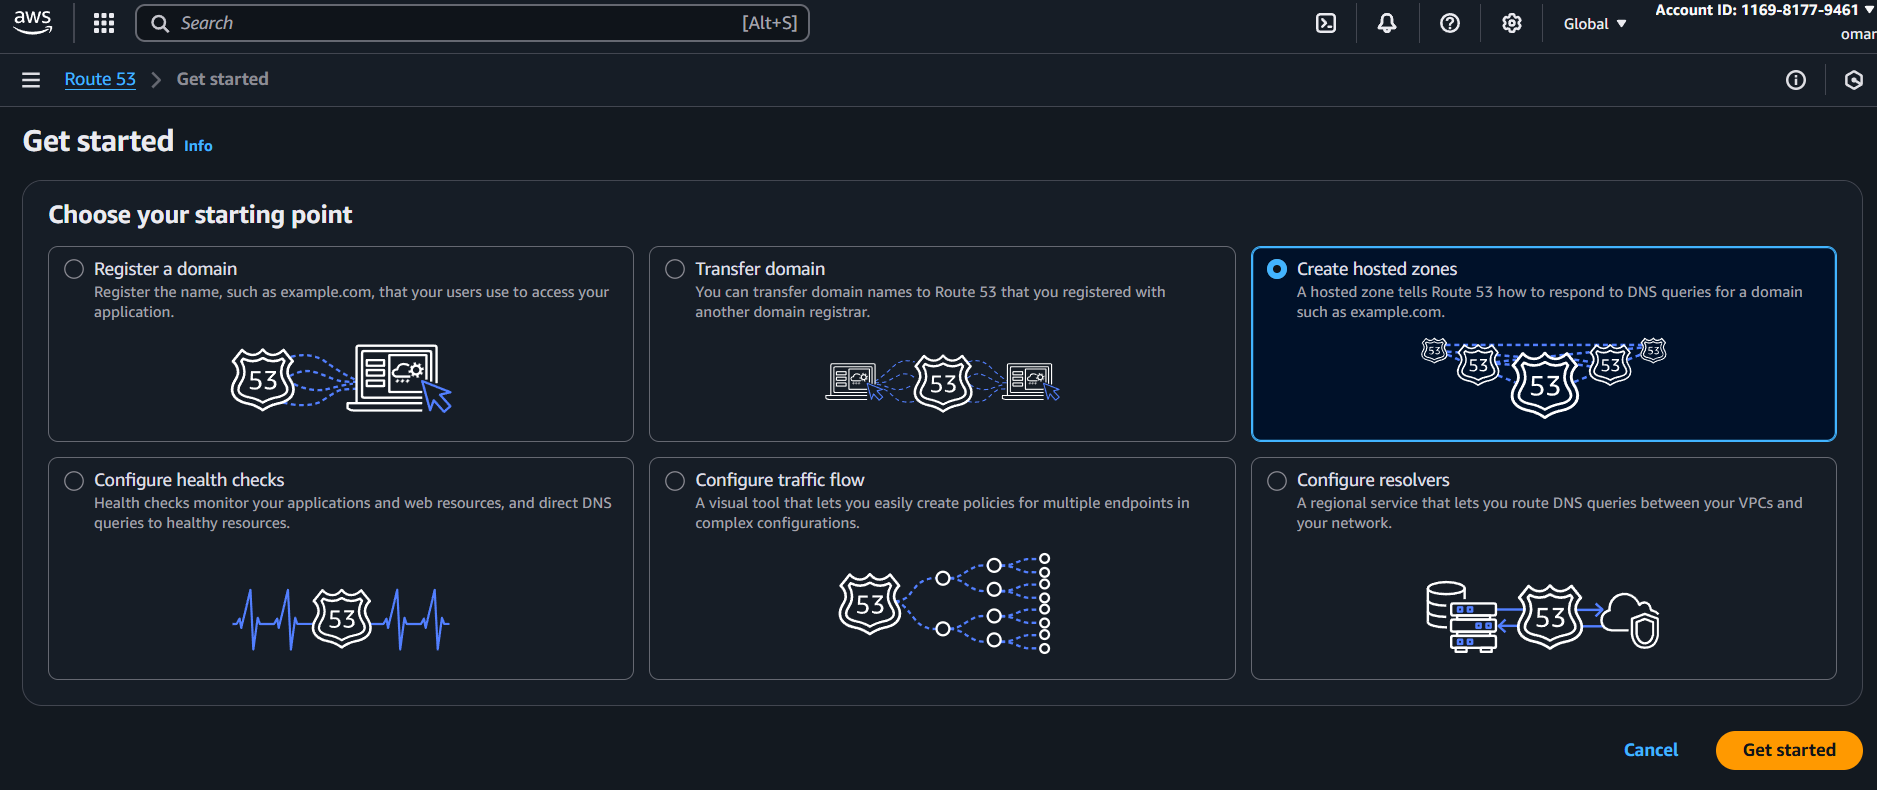 aws
Search
[Alt+S]
Global
Account ID: 1169-8177-9461
omar
Route 53
Get started
Get started
Info
Choose your starting point
Register a domain
Register the name, such as example.com, that your users use to access your
application.
53
Transfer domain
You can transfer domain names to Route 53 that you registered with
another domain registrar.
53
Create hosted zones
A hosted zone tells Route 53 how to respond to DNS queries for a domain
such as example.com.
53
53
53
53
53
Configure health checks
Health checks monitor your applications and web resources, and direct DNS
queries to healthy resources.
53
Configure traffic flow
A visual tool that lets you easily create policies for multiple endpoints in
complex configurations.
53
Configure resolvers
A regional service that lets you route DNS queries between your VPCs and
your network.
53
Cancel
Get started